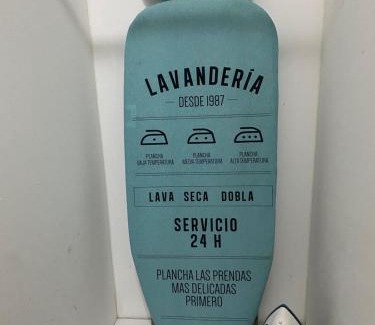 LAVANDERÍA
DESDE 1987
PLANCHA PLANCHA PLANCHA
BAJA TEMPERATURA MEDIA TEMPERATURA ALTA TEMPERATURA
LAVA SECA DOBLA
SERVICIO
24 H
PLANCHA LAS PRENDAS
MAS DELICADAS
PRIMERO